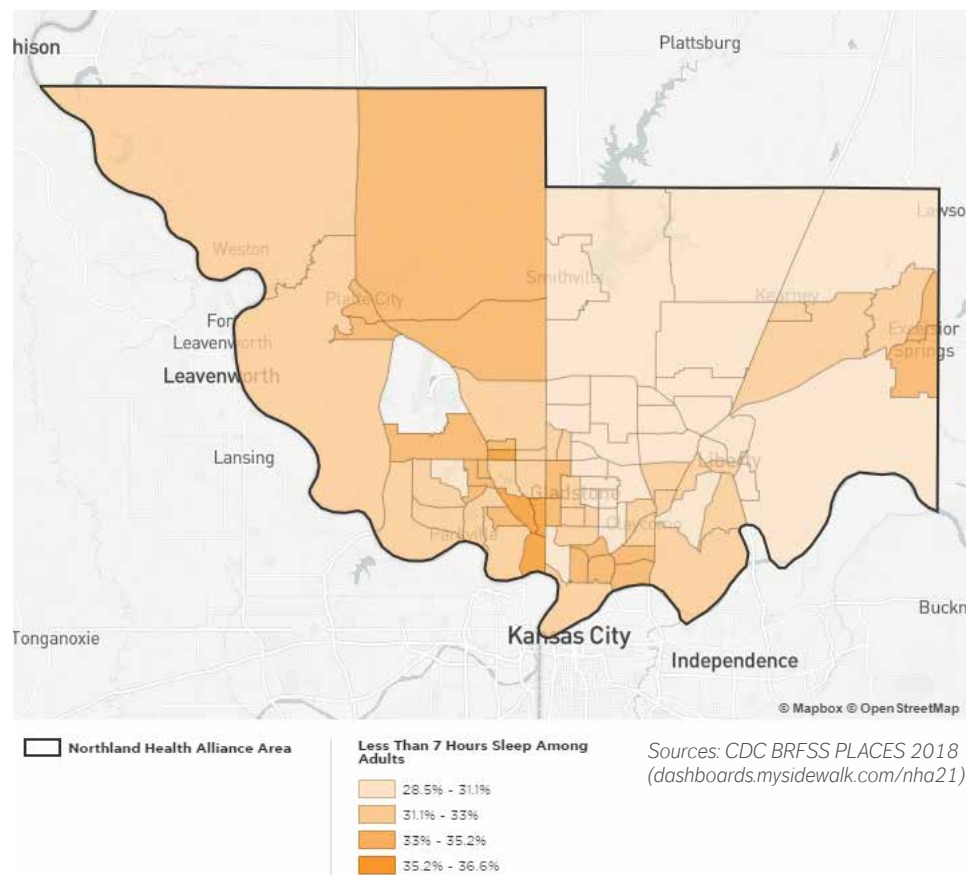 hison
Plattsburg
Lawso
Weston
Smithville
Platte City
Kearney
For
Leavenworth
Excelsior
Springs
Leavenworth
Lansing
Liberty
Gladstone
Claycomo
Parkville
Buckn
Tonganoxie
Kansas City
Independence
© Mapbox © OpenStreetMap
Northland Health Alliance Area
Less Than 7 Hours Sleep Among
Adults
28.5% - 31.1%
31.1% - 33%
33% - 35.2%
35.2% - 36.6%
Sources: CDC BRFSS PLACES 2018
(dashboards.mysidewalk.com/nha21)